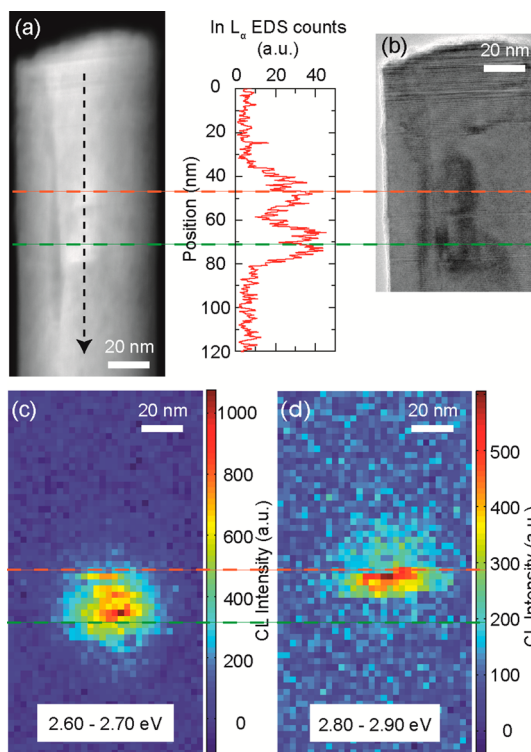 (a)
20 nm
In Lα EDS counts
(a.u.)
0 20 40
Position (nm)
0
20
40
60
80
100
120
(b)
20 nm
(c)
20 nm
CL Intensity (a.u.)
1000
800
600
400
200
0
2.60 - 2.70 eV
(d)
20 nm
CL Intensity (a.u.)
500
400
300
200
100
0
2.80 - 2.90 eV